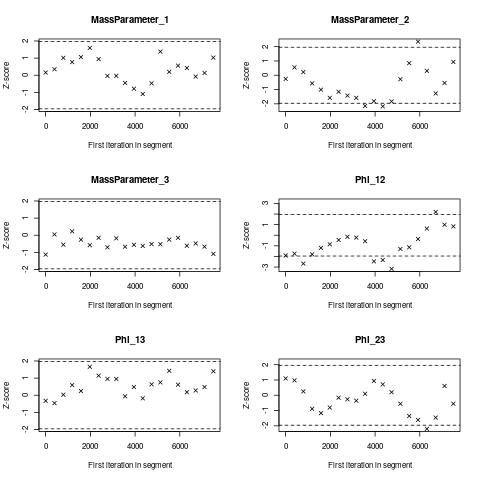 MassParameter_1
Z-score
2
1
0
-1
-2
0 2000 4000 6000
First iteration in segment
MassParameter_2
Z-score
2
1
0
-2
0 2000 4000 6000
First iteration in segment
MassParameter_3
Z-score
2
1
0
-1
-2
0 2000 4000 6000
First iteration in segment
Phi_12
Z-score
3
1
-1
-3
0 2000 4000 6000
First iteration in segment
Phi_13
Z-score
2
1
0
-1
-2
0 2000 4000 6000
First iteration in segment
Phi_23
Z-score
2
1
0
-1
-2
0 2000 4000 6000
First iteration in segment